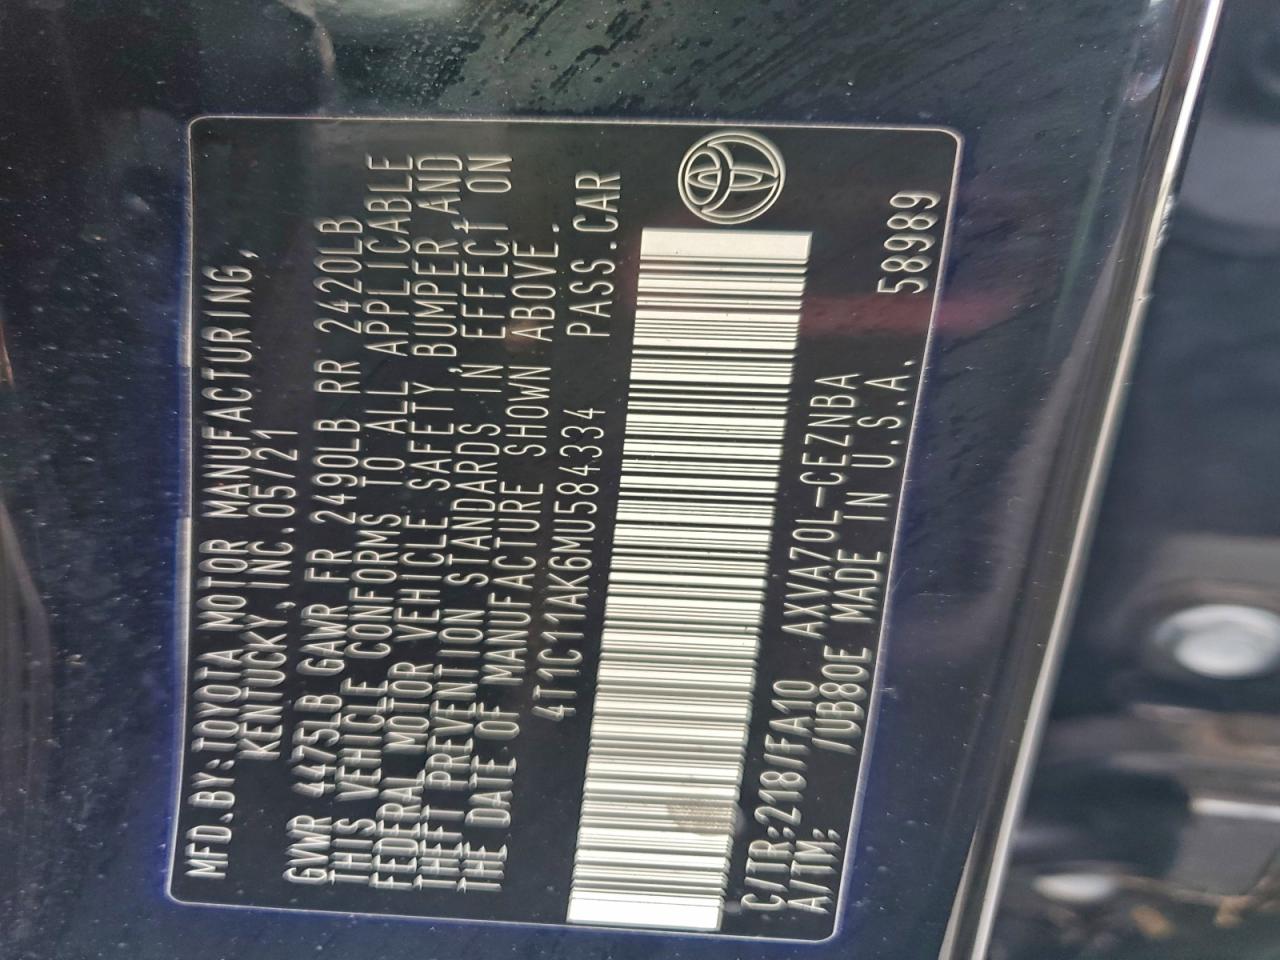 MFD.BY:TOYOTA MOTOR MANUFACTURING,
KENTUCKY, INC.05/21
GVWR 4475LB GAWR FR 2490LB RR 2420LB
THIS VEHICLE CONFORMS TO ALL APPLICABLE
FEDERAL MOTOR VEHICLE SAFETY, BUMPER, AND
THEFT PREVENTION STANDARDS IN EFFECT ON
THE DATE OF MANUFACTURE SHOWN ABOVE.
4T1C11AK6MU584334 PASS.CAR
C/TR:218/FA10 AXVA70L-CEZNBA
A/TM: /UB80E MADE IN U.S.A. 58989